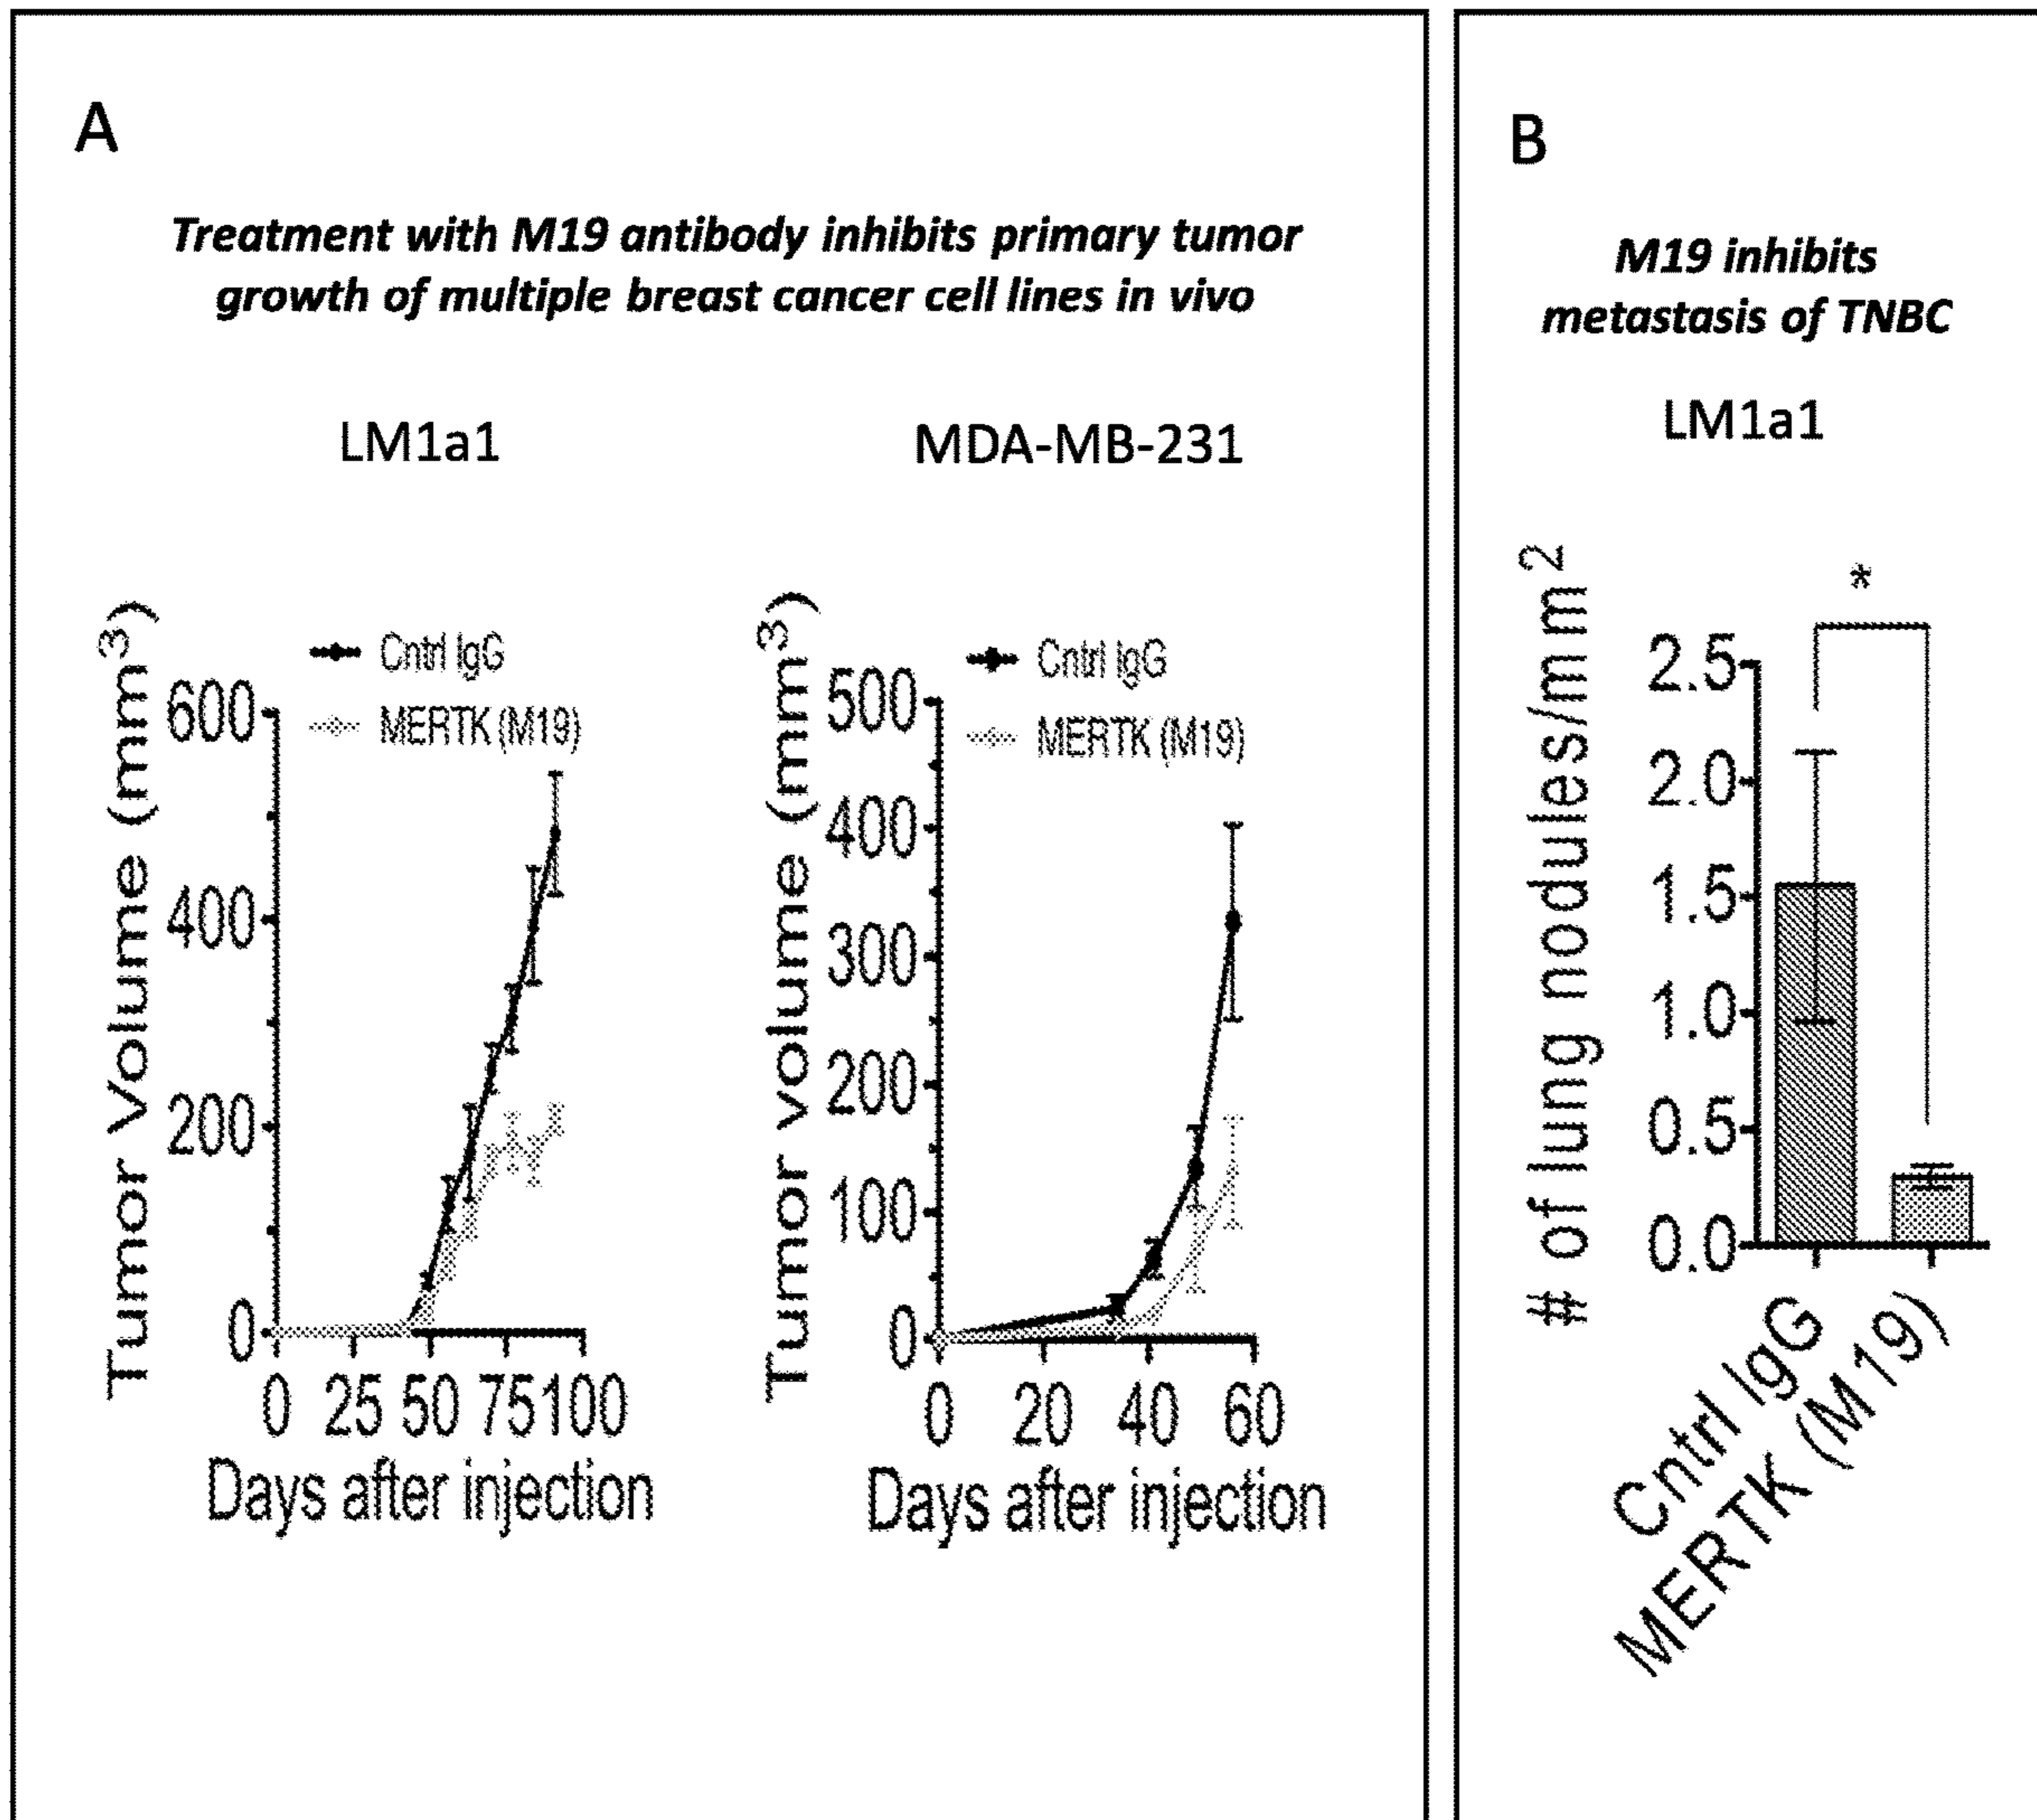 A
Treatment with M19 antibody inhibits primary tumor
growth of multiple breast cancer cell lines in vivo
LM1a1
Tumor Volume (mm³)
Cntrl IgG
MERTK (M19)
600
400
200
0
0 25 50 75 100
Days after injection
MDA-MB-231
Tumor volume (mm³)
Cntrl IgG
MERTK (M19)
500
400
300
200
100
0
0 20 40 60
Days after injection
B
M19 inhibits
metastasis of TNBC
LM1a1
# of lung nodules/mm²
*
2.5
2.0
1.5
1.0
0.5
0.0
Cntrl IgG
MERTK (M19)